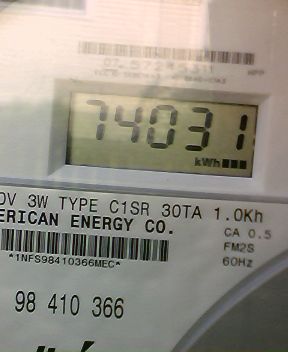 74031
kWh
0V 3W TYPE C1SR 30TA 1.0Kh
ERICAN ENERGY CO.
CA 0.5
FM2S
60Hz
*1NFS98410366MEC*
98 410 366